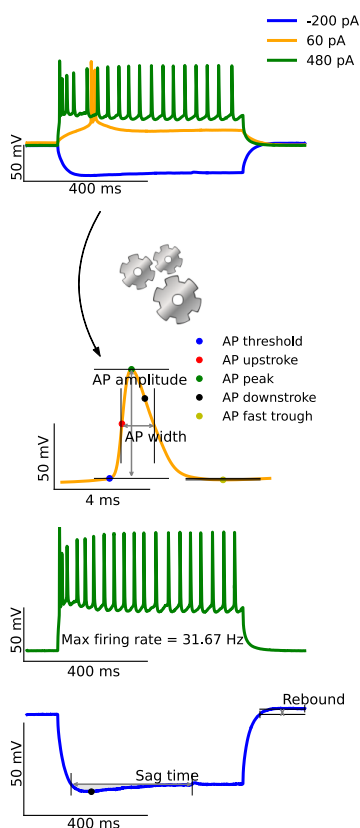 -200 pA
60 pA
480 pA
50 mV
400 ms
AP threshold
AP upstroke
AP peak
AP downstroke
AP fast trough
AP amplitude
AP width
50 mV
4 ms
50 mV
Max firing rate = 31.67 Hz
400 ms
Rebound
50 mV
Sag time
400 ms